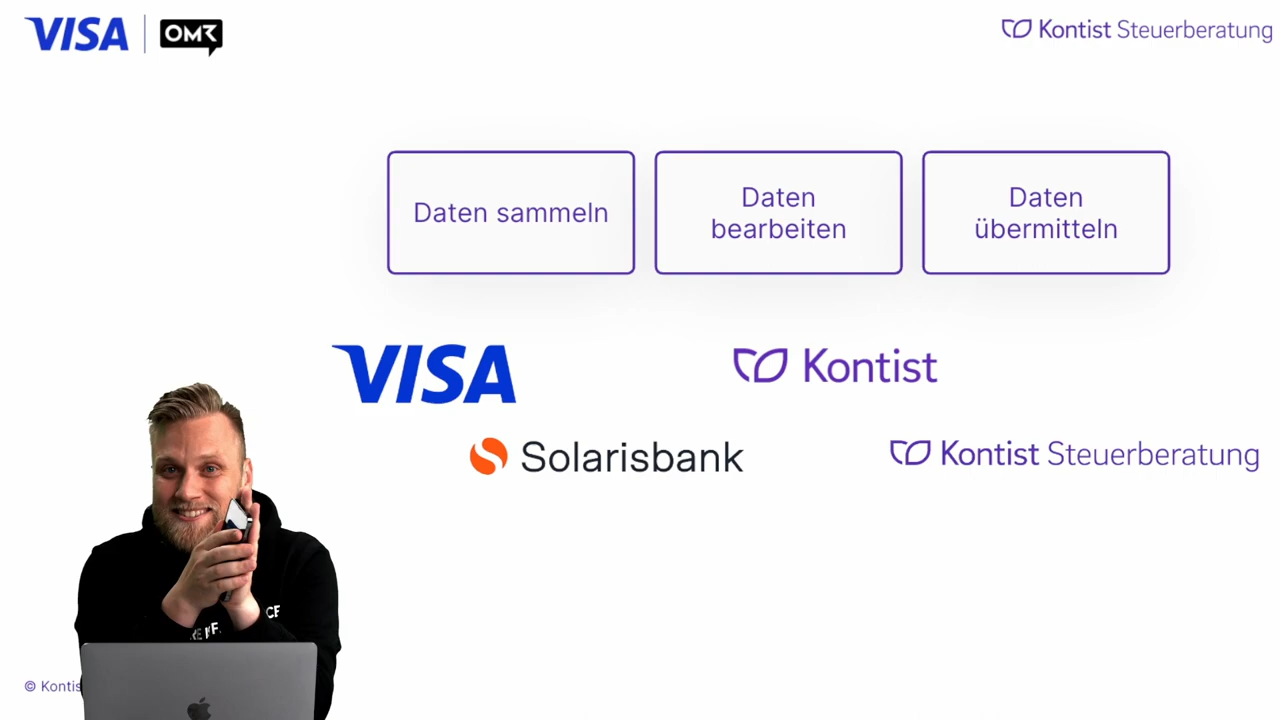 VISA
OMR
Kontist Steuerberatung
Daten sammeln
Daten
bearbeiten
Daten
übermitteln
VISA
Kontist
Solarisbank
Kontist Steuerberatung
©